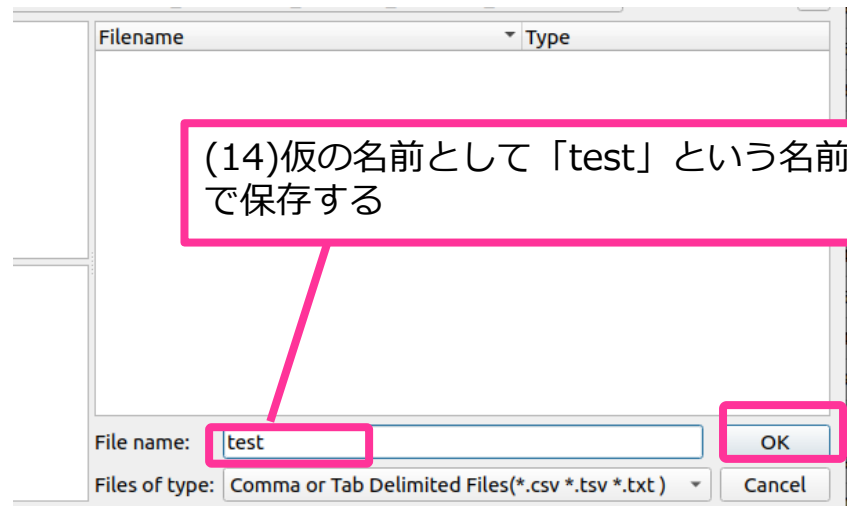 Filename Type
(14)仮の名前として「test」という名前
で保存する
File name: test OK
Files of type: Comma or Tab Delimited Files(*.csv *.tsv *.txt ) Cancel